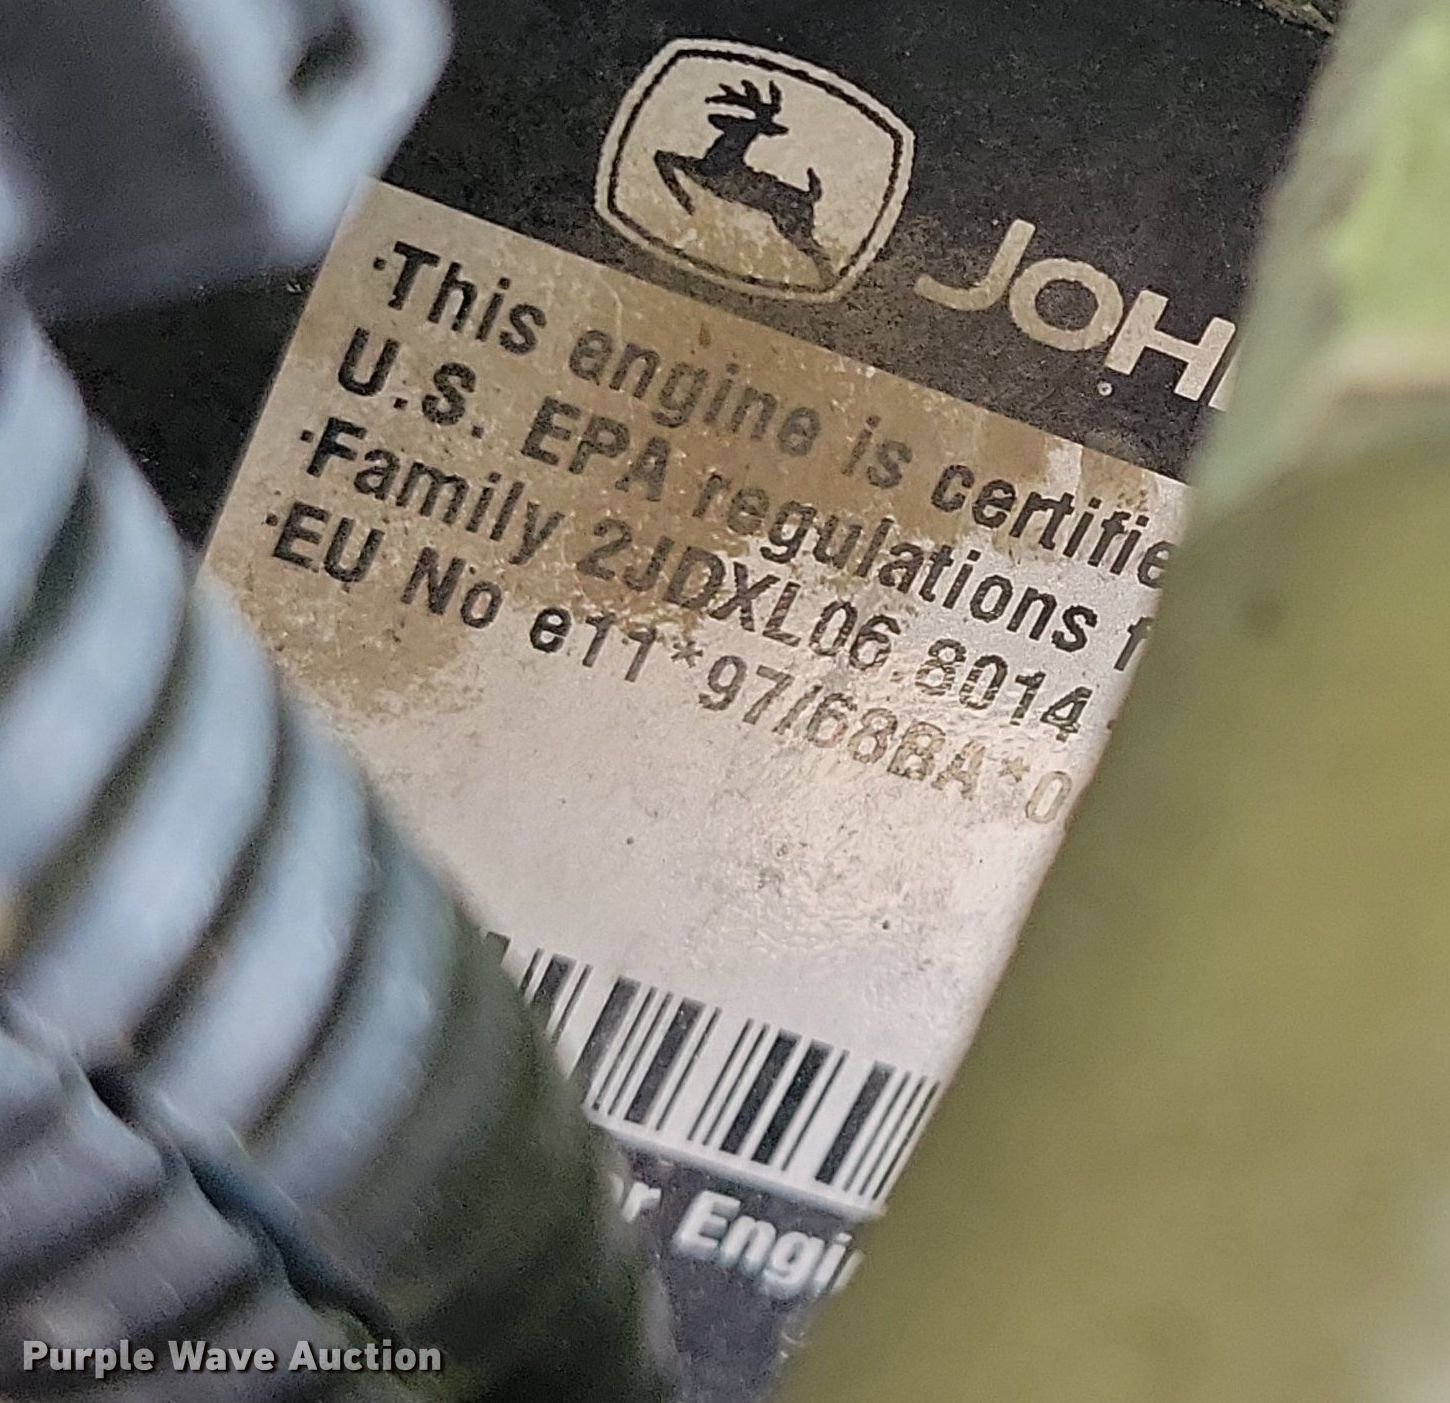 JOH
·This engine is certifie
U.S. EPA regulations f
·Family 2JDXL06.8014
·EU No e11*97/68BA*0
r Engi
Purple Wave Auction